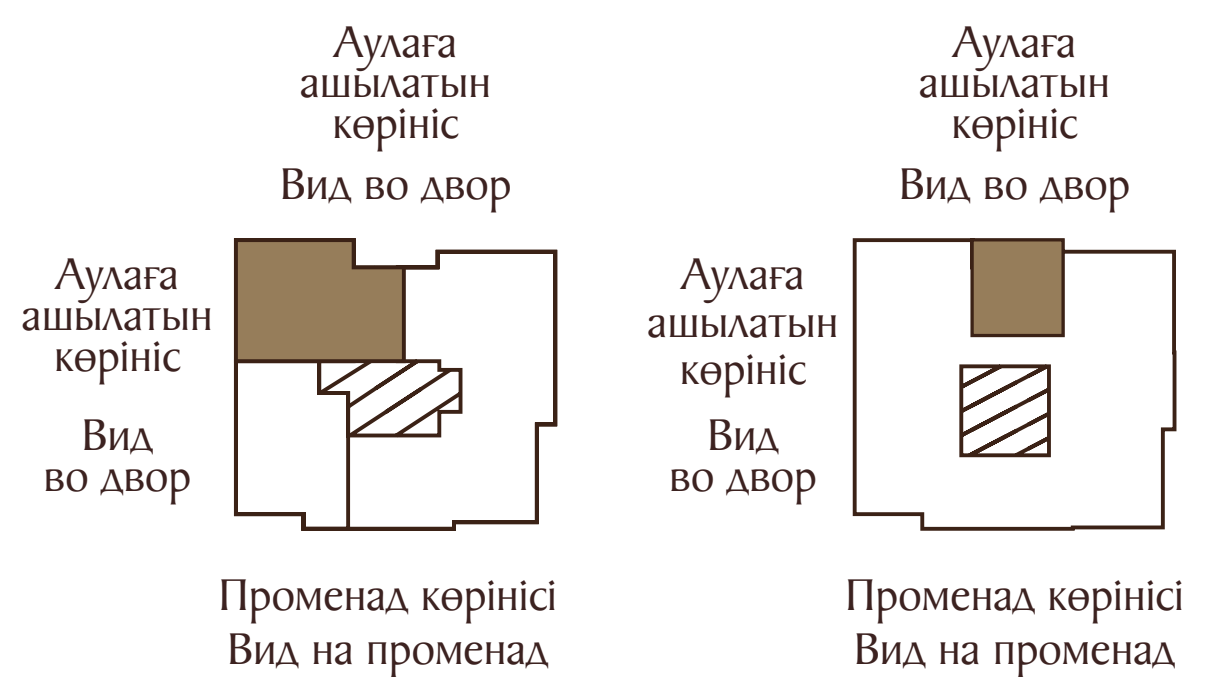 Аулаға
ашылатын
көрініс
Вид во двор
Аулаға
ашылатын
көрініс
Вид
во двор
Променад көрінісі
Вид на променад
Аулаға
ашылатын
көрініс
Вид во двор
Аулаға
ашылатын
көрініс
Вид
во двор
Променад көрінісі
Вид на променад